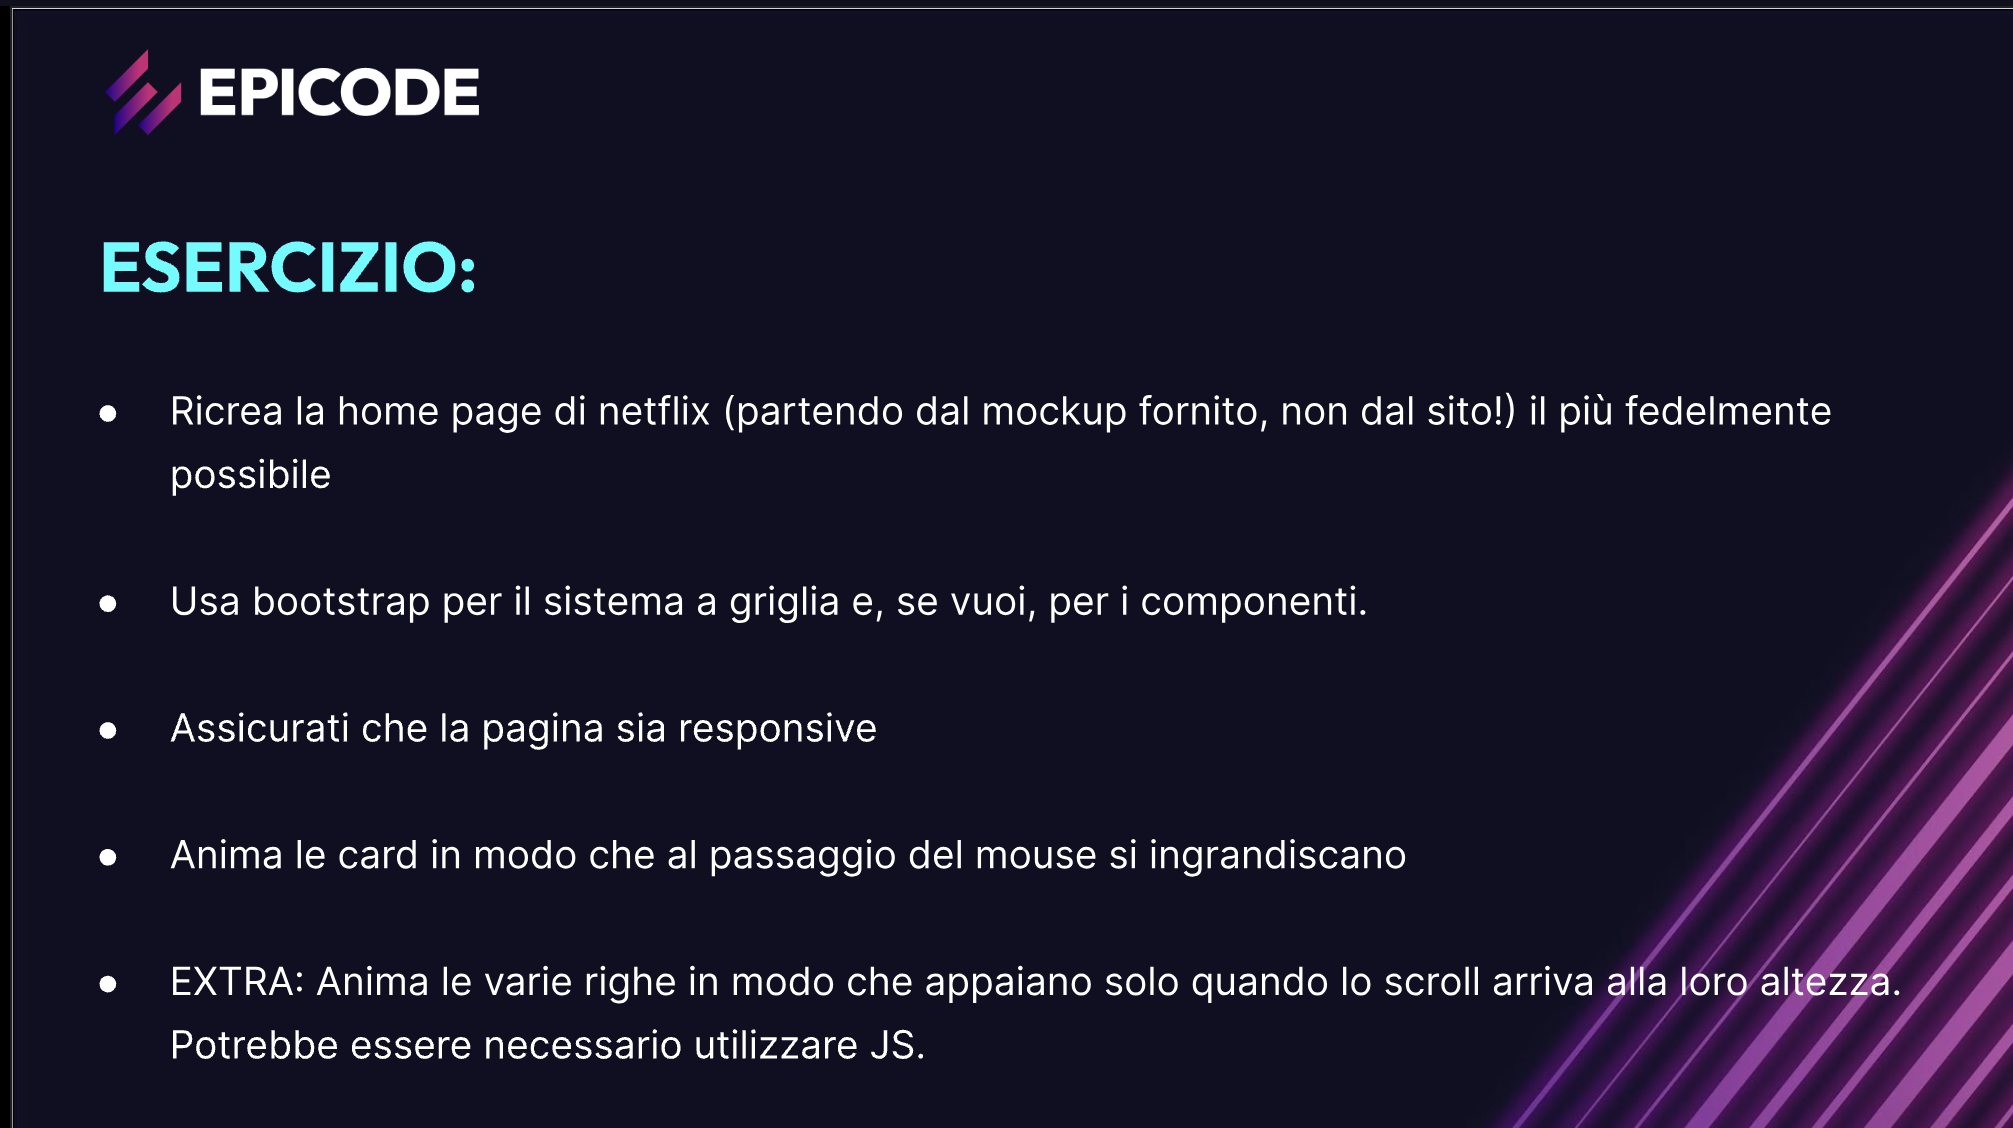 EPICODE
ESERCIZIO:
● Ricrea la home page di netflix (partendo dal mockup fornito, non dal sito!) il più fedelmente
possibile
● Usa bootstrap per il sistema a griglia e, se vuoi, per i componenti.
● Assicurati che la pagina sia responsive
● Anima le card in modo che al passaggio del mouse si ingrandiscano
● EXTRA: Anima le varie righe in modo che appaiano solo quando lo scroll arriva alla loro altezza.
Potrebbe essere necessario utilizzare JS.